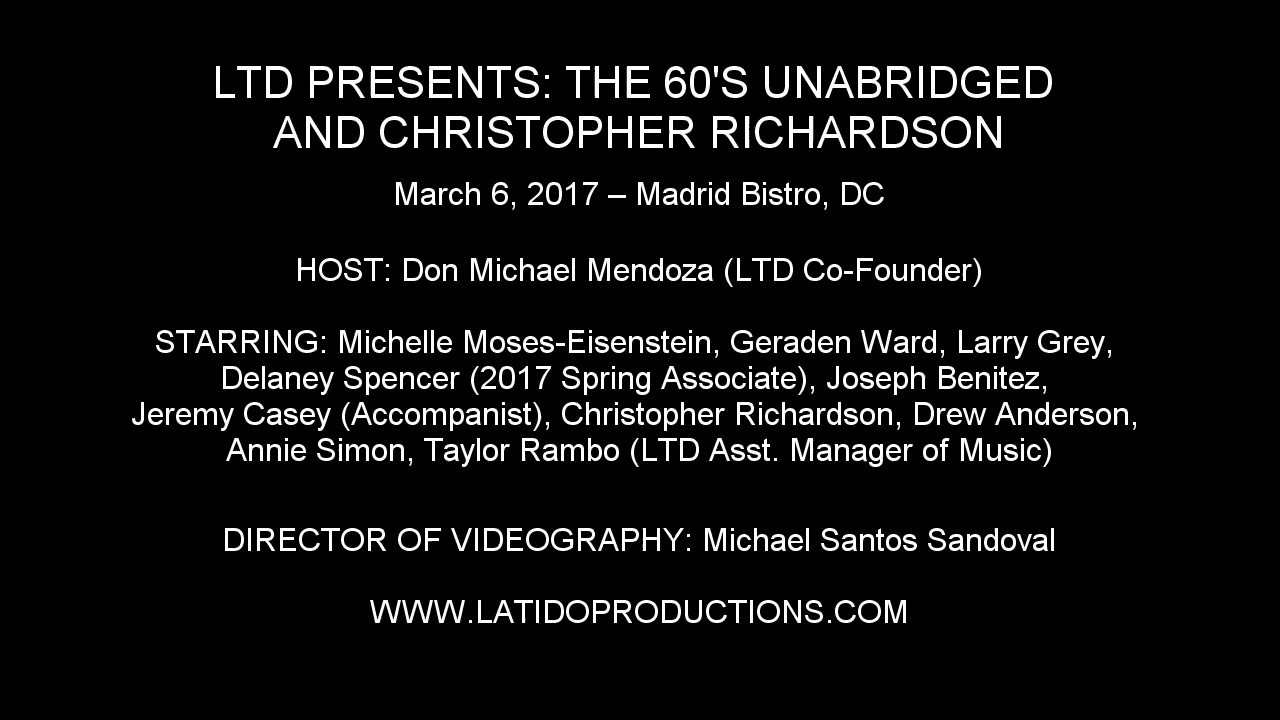 LTD PRESENTS: THE 60'S UNABRIDGED
AND CHRISTOPHER RICHARDSON
March 6, 2017 – Madrid Bistro, DC
HOST: Don Michael Mendoza (LTD Co-Founder)
STARRING: Michelle Moses-Eisenstein, Geraden Ward, Larry Grey,
Delaney Spencer (2017 Spring Associate), Joseph Benitez,
Jeremy Casey (Accompanist), Christopher Richardson, Drew Anderson,
Annie Simon, Taylor Rambo (LTD Asst. Manager of Music)
DIRECTOR OF VIDEOGRAPHY: Michael Santos Sandoval
WWW.LATIDOPRODUCTIONS.COM